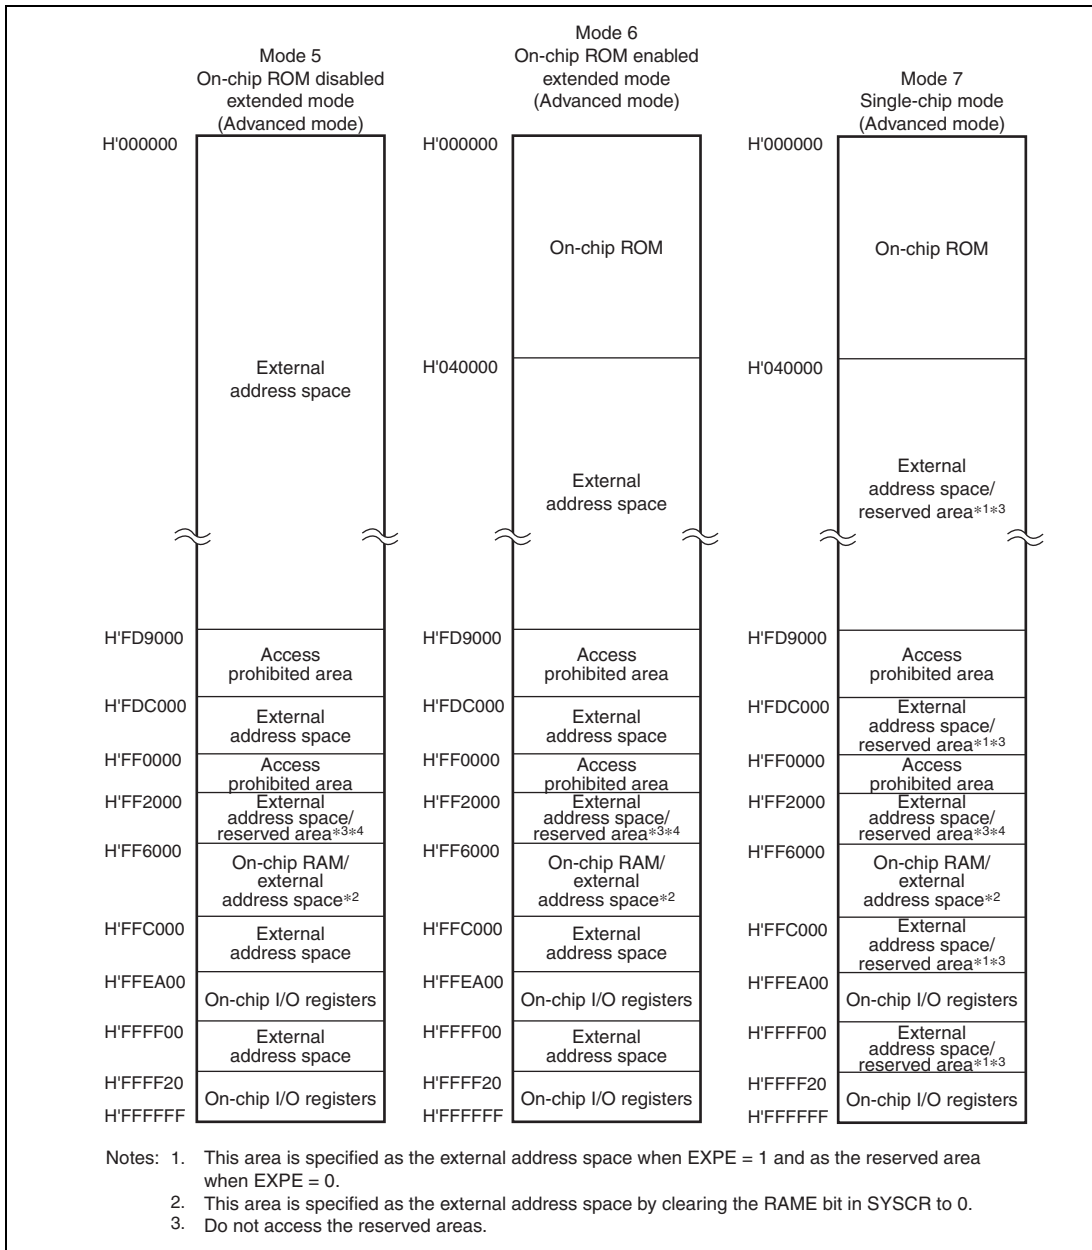 Mode 5
On-chip ROM disabled
extended mode
(Advanced mode)
H'000000
External
address space
H'FD9000
Access
prohibited area
H'FDC000
External
address space
H'FF0000
Access
prohibited area
H'FF2000
External
address space/
reserved area*3*4
H'FF6000
On-chip RAM/
external
address space*2
H'FFC000
External
address space
H'FFEA00
On-chip I/O registers
H'FFFF00
External
address space
H'FFFF20
On-chip I/O registers
H'FFFFFF
Mode 6
On-chip ROM enabled
extended mode
(Advanced mode)
H'000000
On-chip ROM
H'040000
External
address space
H'FD9000
Access
prohibited area
H'FDC000
External
address space
H'FF0000
Access
prohibited area
H'FF2000
External
address space/
reserved area*3*4
H'FF6000
On-chip RAM/
external
address space*2
H'FFC000
External
address space
H'FFEA00
On-chip I/O registers
H'FFFF00
External
address space
H'FFFF20
On-chip I/O registers
H'FFFFFF
Mode 7
Single-chip mode
(Advanced mode)
H'000000
On-chip ROM
H'040000
External
address space/
reserved area*1*3
H'FD9000
Access
prohibited area
H'FDC000
External
address space/
reserved area*1*3
H'FF0000
Access
prohibited area
H'FF2000
External
address space/
reserved area*3*4
H'FF6000
On-chip RAM/
external
address space*2
H'FFC000
External
address space/
reserved area*1*3
H'FFEA00
On-chip I/O registers
H'FFFF00
External
address space/
reserved area*1*3
H'FFFF20
On-chip I/O registers
H'FFFFFF
Notes: 1. This area is specified as the external address space when EXPE = 1 and as the reserved area
when EXPE = 0.
2. This area is specified as the external address space by clearing the RAME bit in SYSCR to 0.
3. Do not access the reserved areas.